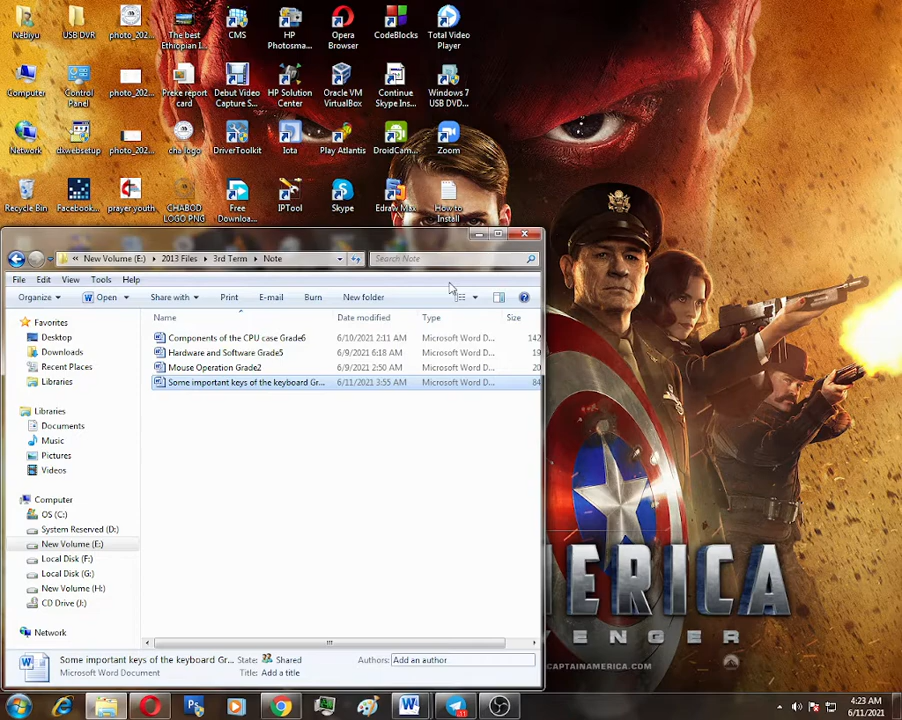 Nebiyu
USB DVR
photo_202...
The best Ethiopian I...
CMS
HP Photosma...
Opera Browser
CodeBlocks
Total Video Player
Computer
Control Panel
photo_202...
Preke report card
Debut Video Capture S...
HP Solution Center
Oracle VM VirtualBox
Continue Skype Ins...
Windows 7 USB DVD...
Network
dxwebsetup
photo_202...
cha logo
DriverToolkit
Iota
Play Atlantis
DroidCam...
Zoom
Recycle Bin
Facebook...
prayer youth
CHABOD LOGO PNG
Free Downloa...
IPTool
Skype
Edraw Max
How to Install
« New Volume (E:) ▸ 2013 Files ▸ 3rd Term ▸ Note
Search Note
File Edit View Tools Help
Organize Open Share with Print E-mail Burn New folder
Name Date modified Type Size
Components of the CPU case Grade6 6/10/2021 2:11 AM Microsoft Word D... 142
Hardware and Software Grade5 6/9/2021 6:18 AM Microsoft Word D... 19
Mouse Operation Grade2 6/9/2021 2:50 AM Microsoft Word D... 20
Some important keys of the keyboard Gr... 6/11/2021 3:55 AM Microsoft Word D... 84
Favorites
Desktop
Downloads
Recent Places
Libraries
Libraries
Documents
Music
Pictures
Videos
Computer
OS (C:)
System Reserved (D:)
New Volume (E:)
Local Disk (F:)
Local Disk (G:)
New Volume (H:)
CD Drive (J:)
Network
Some important keys of the keyboard Gr... State: Shared Authors: Add an author
Microsoft Word Document Title: Add a title
MERICA
ENGER
CAPTAINAMERICA.COM
4:23 AM
6/11/2021